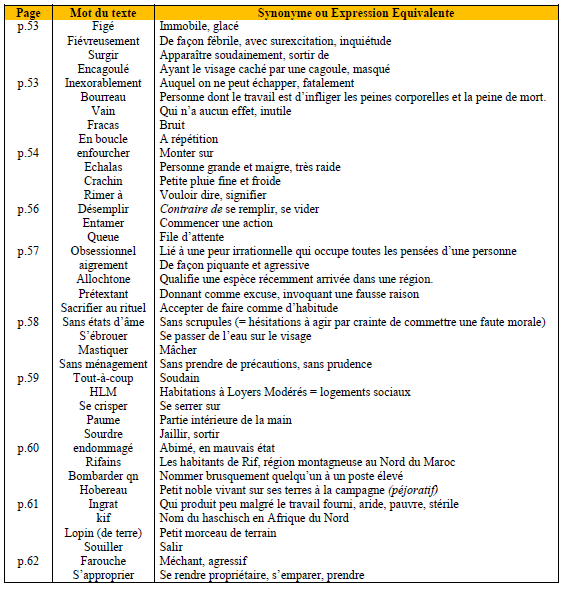 Page Mot du texte Synonyme ou Expression Equivalente
p.53 Figé Immobile, glacé
Fiévreusement De façon fébrile, avec surexcitation, inquiétude
Surgir Apparaître soudainement, sortir de
Encagoulé Ayant le visage caché par une cagoule, masqué
p.53 Inexorablement Auquel on ne peut échapper, fatalement
Bourreau Personne dont le travail est d’infliger les peines corporelles et la peine de mort.
Vain Qui n’a aucun effet, inutile
Fracas Bruit
En boucle A répétition
p.54 enfourcher Monter sur
Echalas Personne grande et maigre, très raide
Crachin Petite pluie fine et froide
Rimer à Vouloir dire, signifier
p.56 Désemplir Contraire de se remplir, se vider
Entamer Commencer une action
Queue File d’attente
p.57 Obsessionnel Lié à une peur irrationnelle qui occupe toutes les pensées d’une personne
aigrement De façon piquante et agressive
Allochtone Qualifie une espèce récemment arrivée dans une région.
Prétextant Donnant comme excuse, invoquant une fausse raison
Sacrifier au rituel Accepter de faire comme d’habitude
p.58 Sans états d’âme Sans scrupules (= hésitations à agir par crainte de commettre une faute morale)
S’ébrouer Se passer de l’eau sur le visage
Mastiquer Mâcher
Sans ménagement Sans prendre de précautions, sans prudence
p.59 Tout-à-coup Soudain
HLM Habitations à Loyers Modérés = logements sociaux
Se crisper Se serrer sur
Paume Partie intérieure de la main
Sourdre Jaillir, sortir
p.60 endommagé Abimé, en mauvais état
Rifains Les habitants de Rif, région montagneuse au Nord du Maroc
Bombarder qn Nommer brusquement quelqu’un à un poste élevé
Hobereau Petit noble vivant sur ses terres à la campagne (péjoratif)
p.61 Ingrat Qui produit peu malgré le travail fourni, aride, pauvre, stérile
kif Nom du haschisch en Afrique du Nord
Lopin (de terre) Petit morceau de terrain
Souiller Salir
p.62 Farouche Méchant, agressif
S’approprier Se rendre propriétaire, s’emparer, prendre